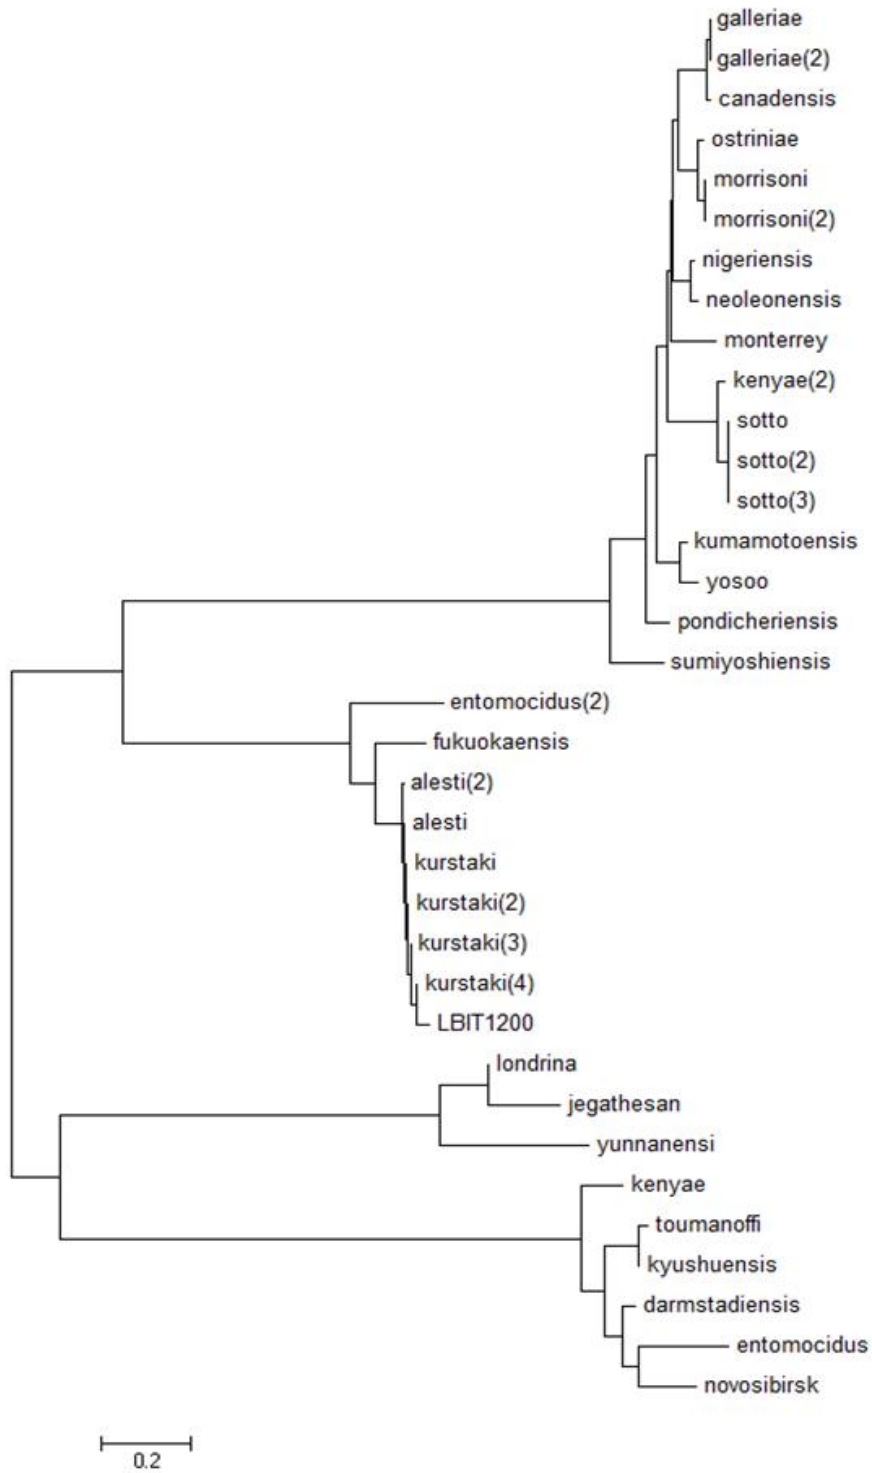 galleriae
galleriae(2)
canadensis
ostriniae
morrisoni
morrisoni(2)
nigeriensis
neoleonensis
monterrey
kenyae(2)
sotto
sotto(2)
sotto(3)
kumamotoensis
yosoo
pondicheriensis
sumiyoshiensis
entomocidus(2)
fukuokaensis
alesti(2)
alesti
kurstaki
kurstaki(2)
kurstaki(3)
kurstaki(4)
LBIT1200
londrina
jegathesan
yunnanensi
kenyae
toumanoffi
kyushuensis
darmstadiensis
entomocidus
novosibirsk
0.2